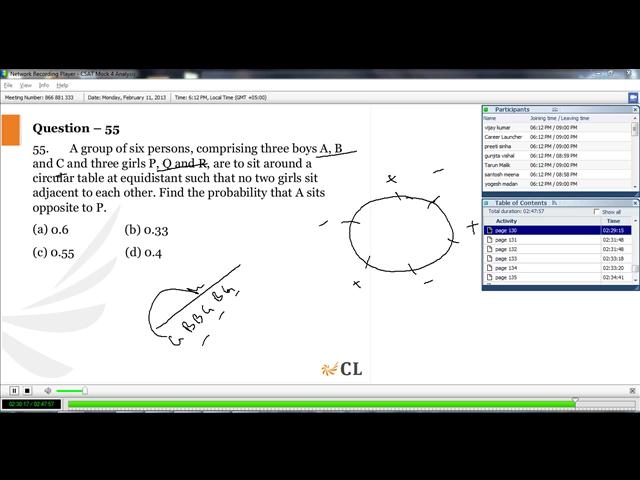 Network Recording Player - CSAT Mock 4 Analysis
File View Info Help
Meeting Number: 866 881 333 Date: Monday, February 11, 2013 Time: 6:12 PM, Local Time (GMT +05:00)
Question – 55
55. A group of six persons, comprising three boys A, B
and C and three girls P, Q and R, are to sit around a
circular table at equidistant such that no two girls sit
adjacent to each other. Find the probability that A sits
opposite to P.
(a) 0.6 (b) 0.33
(c) 0.55 (d) 0.4
G B B G B G
+ − + − + −
CL
Participants
Name Joining time / Leaving time
vijay kumar 06:12 PM / 09:00 PM
Career Launcher 06:12 PM / 09:00 PM
preeti sinha 06:12 PM / 09:00 PM
gunjita vishal 06:12 PM / 08:59 PM
Tarun Malik 06:12 PM / 09:00 PM
santosh meena 06:12 PM / 08:58 PM
yogesh madan 06:12 PM / 09:00 PM
Table of Contents
Total duration: 02:47:57 Show all
Activity Time
page 130 02:29:15
page 131 02:31:48
page 132 02:31:48
page 133 02:33:18
page 134 02:33:20
page 135 02:34:41
02:30:17 / 02:47:57